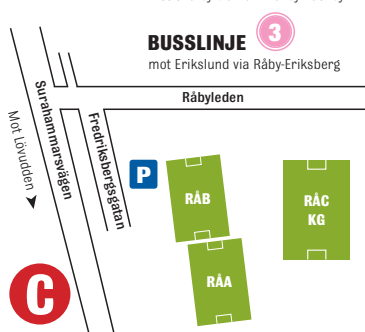 BUSSLINJE 3
mot Erikslund via Råby-Eriksberg
Råbyleden
Surahammarsvägen
Fredriksbergsgatan
Mot Lövudden
P
RÅB
RÅC
KG
RÅA
C